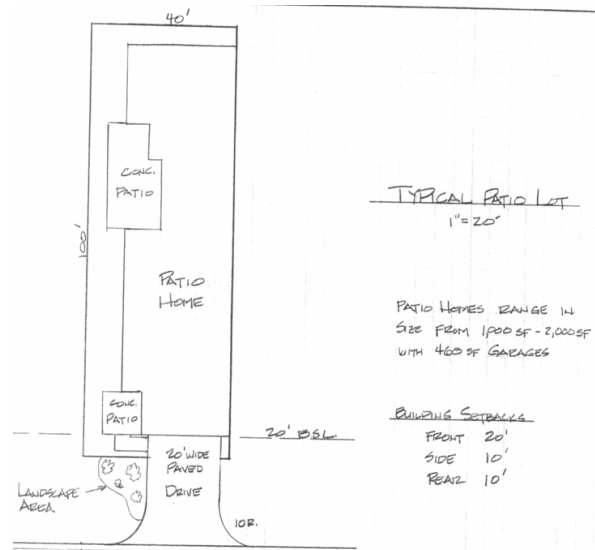 40'
CONC.
PATIO
100'
PATIO
HOME
CONC.
PATIO
20' B.S.L.
20' WIDE
PAVED
DRIVE
LANDSCAPE
AREA
10R.
TYPICAL PATIO LOT
1"=20'
PATIO HOMES RANGE IN
SIZE FROM 1,000 SF - 2,000 SF
WITH 460 SF GARAGES
BUILDING SETBACKS
FRONT 20'
SIDE 10'
REAR 10'